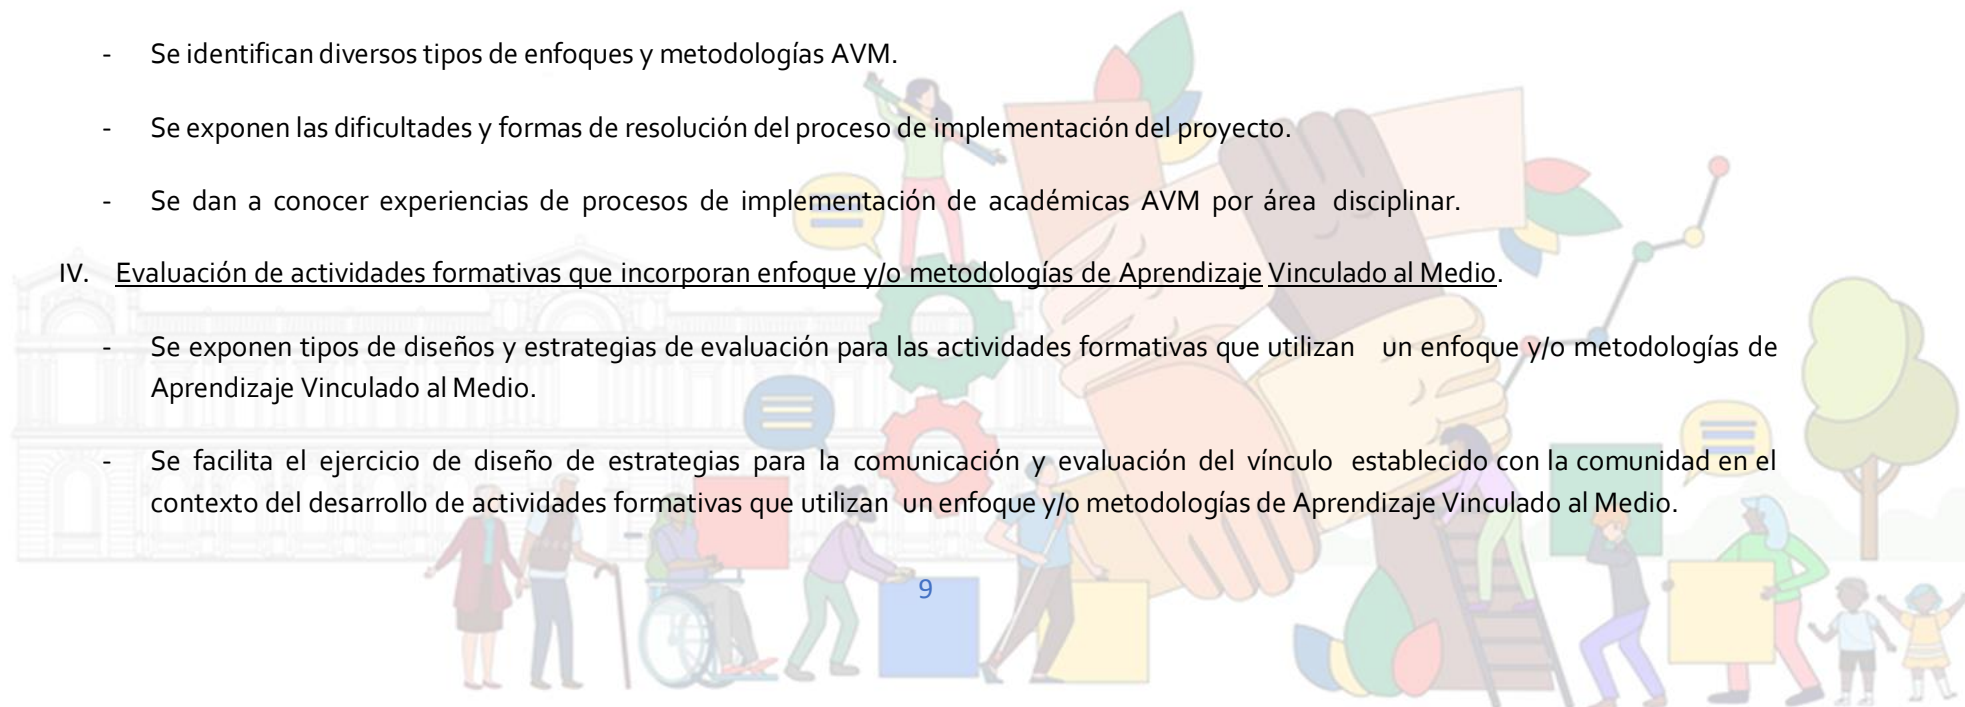 - Se identifican diversos tipos de enfoques y metodologías AVM.
- Se exponen las dificultades y formas de resolución del proceso de implementación del proyecto.
- Se dan a conocer experiencias de procesos de implementación de académicas AVM por área disciplinar.
IV. Evaluación de actividades formativas que incorporan enfoque y/o metodologías de Aprendizaje Vinculado al Medio.
- Se exponen tipos de diseños y estrategias de evaluación para las actividades formativas que utilizan un enfoque y/o metodologías de
Aprendizaje Vinculado al Medio.
- Se facilita el ejercicio de diseño de estrategias para la comunicación y evaluación del vínculo establecido con la comunidad en el
contexto del desarrollo de actividades formativas que utilizan un enfoque y/o metodologías de Aprendizaje Vinculado al Medio.
9